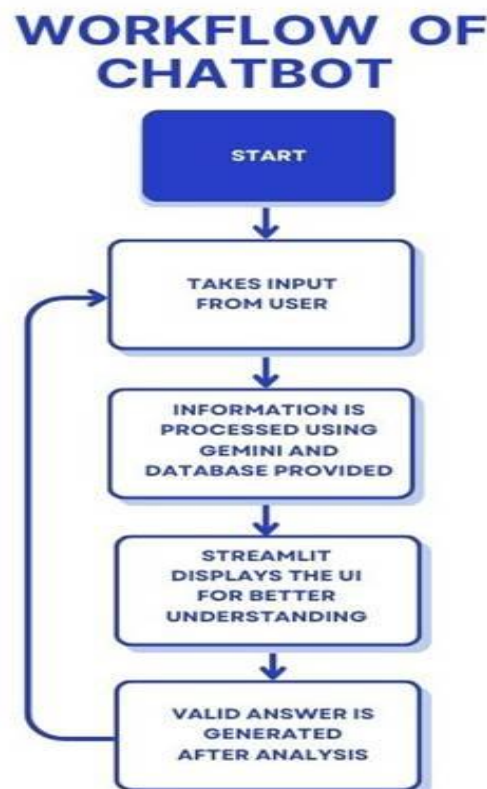 WORKFLOW OF
CHATBOT
START
TAKES INPUT
FROM USER
INFORMATION IS
PROCESSED USING
GEMINI AND
DATABASE PROVIDED
STREAMLIT
DISPLAYS THE UI
FOR BETTER
UNDERSTANDING
VALID ANSWER IS
GENERATED
AFTER ANALYSIS